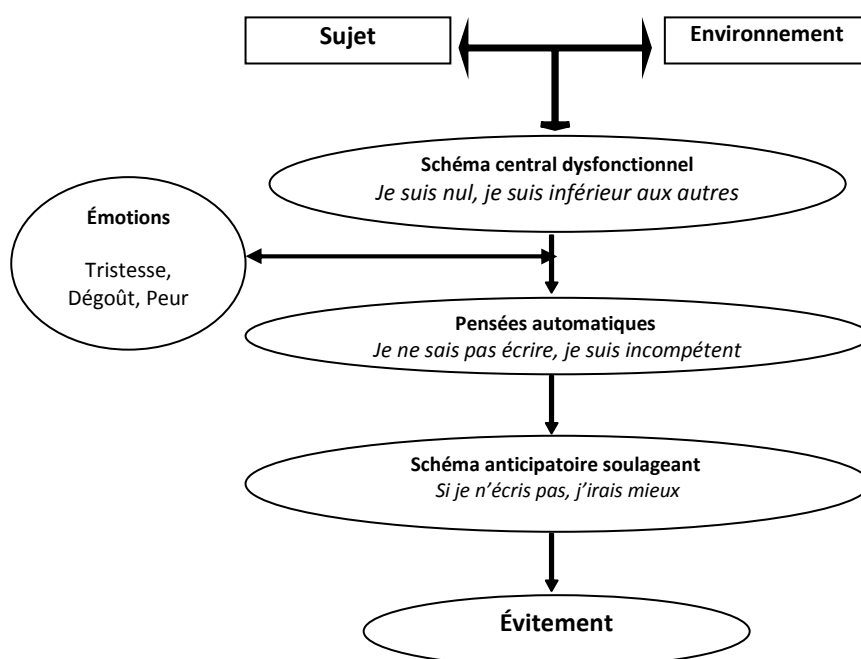 Sujet
Environnement
Schéma central dysfonctionnel
Je suis nul, je suis inférieur aux autres
Émotions
Tristesse,
Dégoût, Peur
Pensées automatiques
Je ne sais pas écrire, je suis incompétent
Schéma anticipatoire soulageant
Si je n’écris pas, j’irais mieux
Évitement